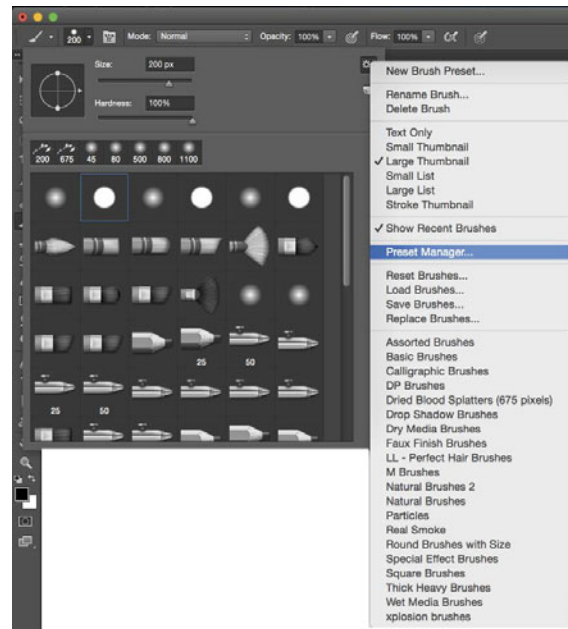 200
Mode: Normal
Opacity: 100%
Flow: 100%
Size: 200 px
Hardness: 100%
200 675 45 80 500 800 1100
25 50
25 50
New Brush Preset...
Rename Brush...
Delete Brush
Text Only
Small Thumbnail
✓ Large Thumbnail
Small List
Large List
Stroke Thumbnail
✓ Show Recent Brushes
Preset Manager...
Reset Brushes...
Load Brushes...
Save Brushes...
Replace Brushes...
Assorted Brushes
Basic Brushes
Calligraphic Brushes
DP Brushes
Dried Blood Splatters (675 pixels)
Drop Shadow Brushes
Dry Media Brushes
Faux Finish Brushes
LL - Perfect Hair Brushes
M Brushes
Natural Brushes 2
Natural Brushes
Particles
Real Smoke
Round Brushes with Size
Special Effect Brushes
Square Brushes
Thick Heavy Brushes
Wet Media Brushes
xplosion brushes